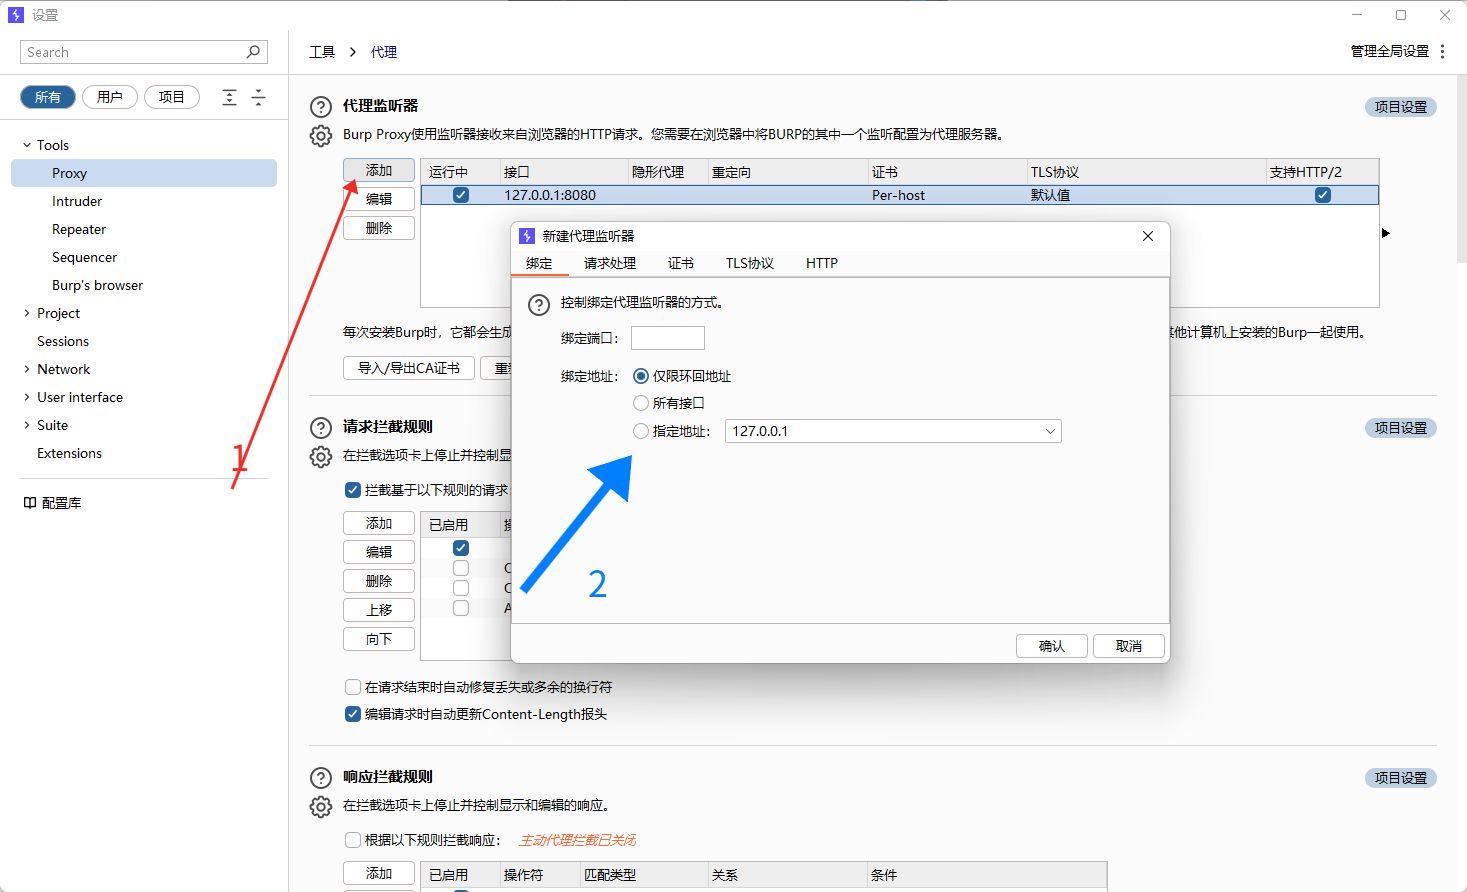 设置
Search
工具 > 代理
管理全局设置
所有 用户 项目
Tools
Proxy
Intruder
Repeater
Sequencer
Burp's browser
Project
Sessions
Network
User interface
Suite
Extensions
配置库
代理监听器
项目设置
Burp Proxy使用监听器接收来自浏览器的HTTP请求。您需要在浏览器中将BURP的其中一个监听配置为代理服务器。
添加
编辑
删除
运行中 接口 隐形代理 重定向 证书 TLS协议 支持HTTP/2
127.0.0.1:8080 Per-host 默认值
每次安装Burp时，它都会生成
其他计算机上安装的Burp一起使用。
导入/导出CA证书
新建代理监听器
绑定 请求处理 证书 TLS协议 HTTP
控制绑定代理监听器的方式。
绑定端口：
绑定地址： 仅限环回地址
所有接口
指定地址： 127.0.0.1
确认 取消
1
2
请求拦截规则
项目设置
在拦截选项卡上停止并控制显
拦截基于以下规则的请求：
添加
编辑
删除
上移
向下
已启用
在请求结束时自动修复丢失或多余的换行符
编辑请求时自动更新Content-Length报头
响应拦截规则
项目设置
在拦截选项卡上停止并控制显示和编辑的响应。
根据以下规则拦截响应： 主动代理拦截已关闭
添加
已启用 操作符 匹配类型 关系 条件